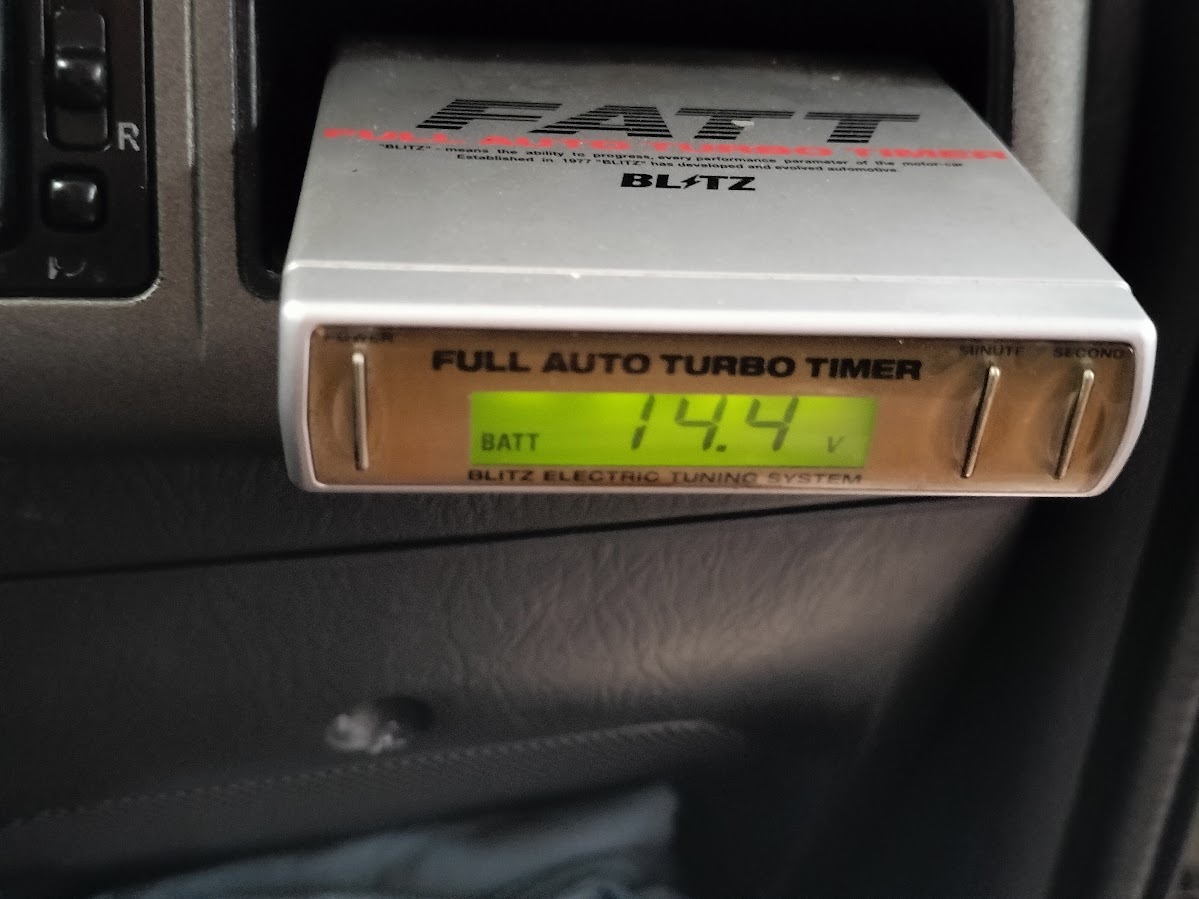 R
FATT
FULL AUTO TURBO TIMER
"BLITZ" - means the ability to progress, every performance parameter of the motor-car
Established in 1977 "BLITZ" has developed and evolved automotive
BLITZ
POWER
FULL AUTO TURBO TIMER
MINUTE SECOND
BATT 14.4 V
BLITZ ELECTRIC TUNING SYSTEM